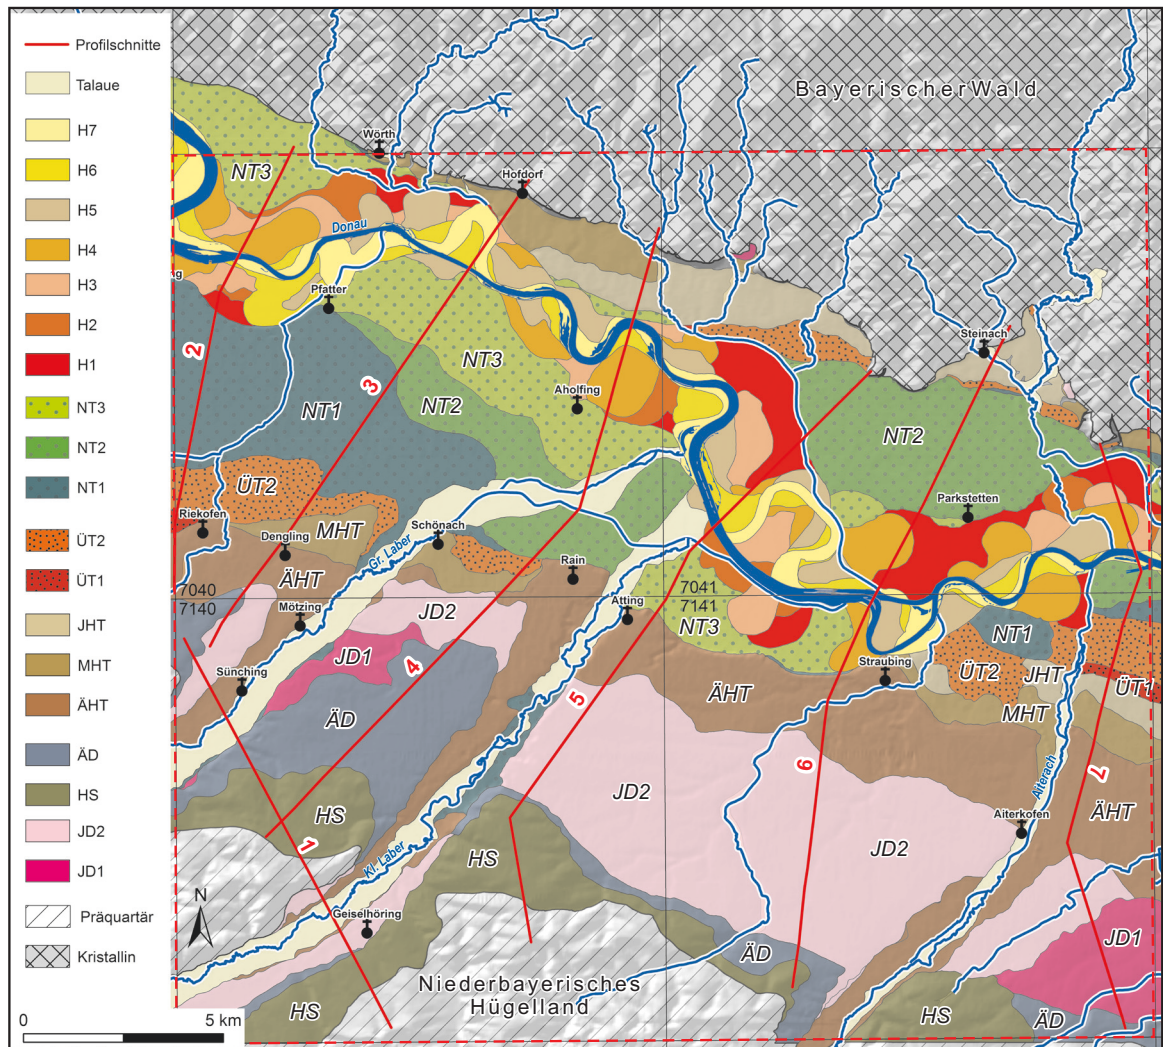 Profilschnitte
Talaue
H7
H6
H5
H4
H3
H2
H1
NT3
NT2
NT1
ÜT2
ÜT1
JHT
MHT
ÄHT
ÄD
HS
JD2
JD1
Präquartär
Kristallin
N
0 5 km
BayerischerWald
Wörth
NT3
Hofdorf
Donau
g
Pfatter
Steinach
2
3
NT3
NT1
NT2
Aholfing
NT2
ÜT2
Parkstetten
Riekofen
MHT
Schönach
Dengling
Gr. Laber
ÄHT
Rain
7040
7140
7041
7141
Mötzing
JD2
Atting
NT3
NT1
JD1
4
Sünching
Straubing
ÜT2
JHT
ÜT1
ÄHT
MHT
5
ÄD
6
7
Aiterach
JD2
HS
ÄHT
Aiterkofen
1
Kl. Laber
HS
JD2
Geiselhöring
JD1
ÄD
Niederbayerisches
Hügelland
HS
HS
ÄD